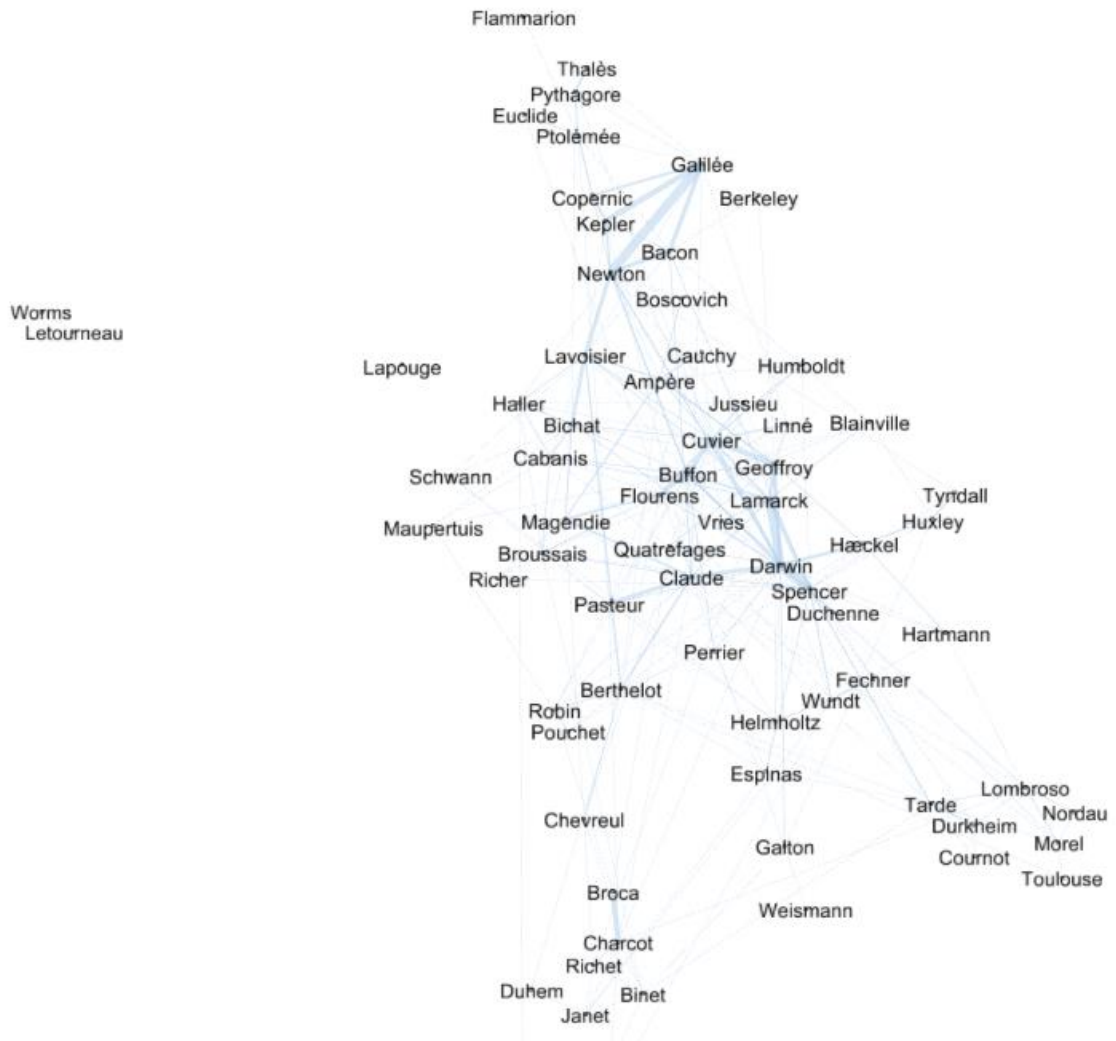 Flammarion
Thalès
Pythagore
Euclide
Ptolémée
Galilée
Copernic
Berkeley
Kepler
Bacon
Newton
Boscovich
Worms
Letourneau
Lavoisier
Cauchy
Humboldt
Lapouge
Ampère
Haller
Jussieu
Bichat
Linné
Blainville
Cuvier
Cabanis
Geoffroy
Schwann
Buffon
Flourens
Lamarck
Tyndall
Maupertuis
Magendie
Vries
Huxley
Broussais
Quatrefages
Hæckel
Darwin
Richer
Claude
Spencer
Pasteur
Duchenne
Hartmann
Perrier
Fechner
Berthelot
Wundt
Robin
Helmholtz
Pouchet
Espinas
Lombroso
Tarde
Nordau
Chevreul
Durkheim
Morel
Galton
Cournot
Toulouse
Broca
Weismann
Charcot
Richet
Duhem
Binet
Janet